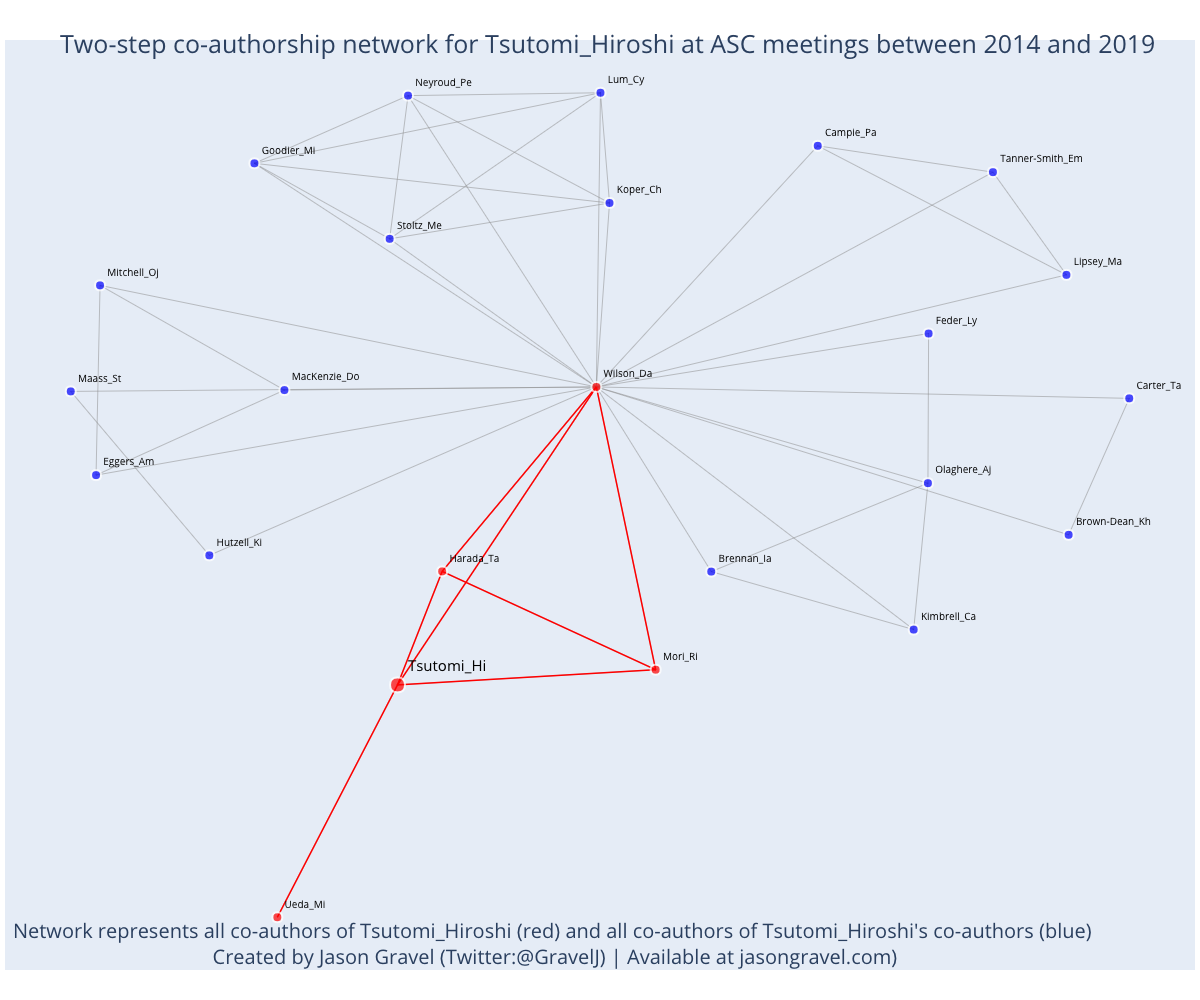 Two-step co-authorship network for Tsutomi_Hiroshi at ASC meetings between 2014 and 2019
Neyroud_Pe
Lum_Cy
Campie_Pa
Goodier_Mi
Tanner-Smith_Em
Koper_Ch
Stoltz_Me
Lipsey_Ma
Mitchell_Oj
Feder_Ly
Wilson_Da
Maass_St
MacKenzie_Do
Carter_Ta
Eggers_Am
Olaghere_Aj
Brown-Dean_Kh
Hutzell_Ki
Harada_Ta
Brennan_Ia
Kimbrell_Ca
Mori_Ri
Tsutomi_Hi
Ueda_Mi
Network represents all co-authors of Tsutomi_Hiroshi (red) and all co-authors of Tsutomi_Hiroshi's co-authors (blue)
Created by Jason Gravel (Twitter:@GravelJ) | Available at jasongravel.com)